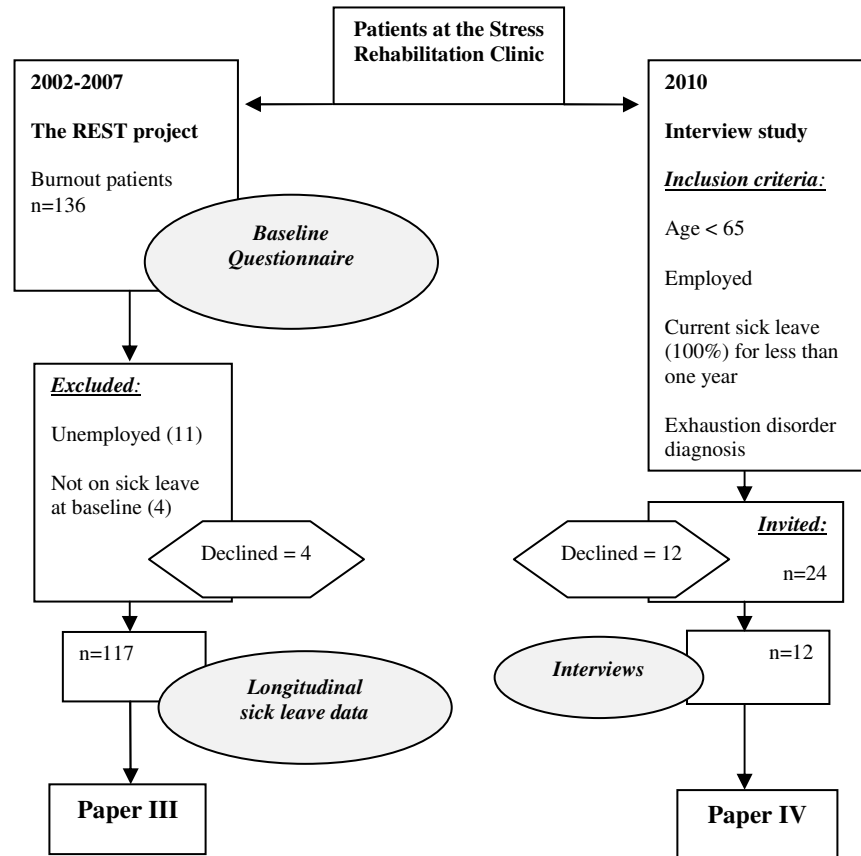 Patients at the Stress
Rehabilitation Clinic
2002-2007
The REST project
Burnout patients
n=136
Baseline
Questionnaire
Excluded:
Unemployed (11)
Not on sick leave
at baseline (4)
Declined = 4
n=117
Longitudinal
sick leave data
Paper III
2010
Interview study
Inclusion criteria:
Age < 65
Employed
Current sick leave
(100%) for less than
one year
Exhaustion disorder
diagnosis
Invited:
Declined = 12
n=24
n=12
Interviews
Paper IV